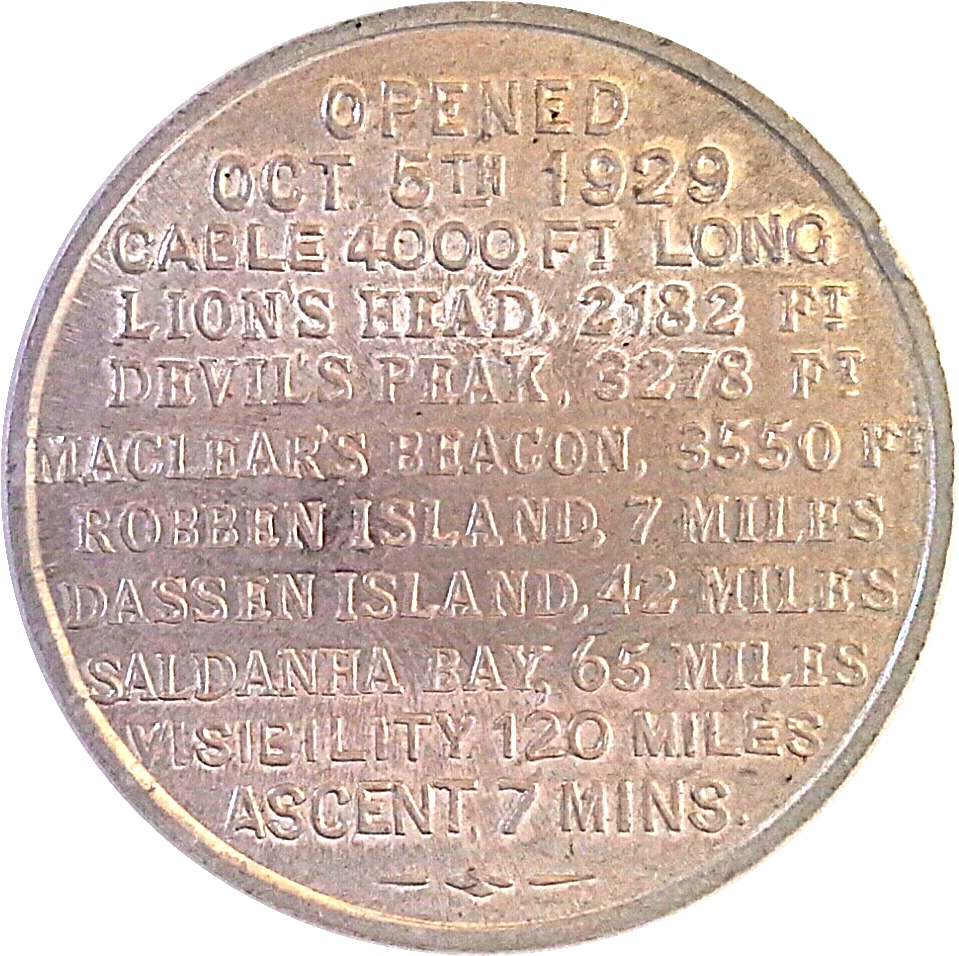 OPENED
OCT. 5TH 1929
CABLE 4000 FT LONG
LION'S HEAD, 2182 FT
DEVIL'S PEAK, 3278 FT
MACLEAR'S BEACON, 3550 FT
ROBBEN ISLAND, 7 MILES
DASSEN ISLAND, 42 MILES
SALDANHA BAY, 65 MILES
VISIBILITY 120 MILES
ASCENT, 7 MINS.